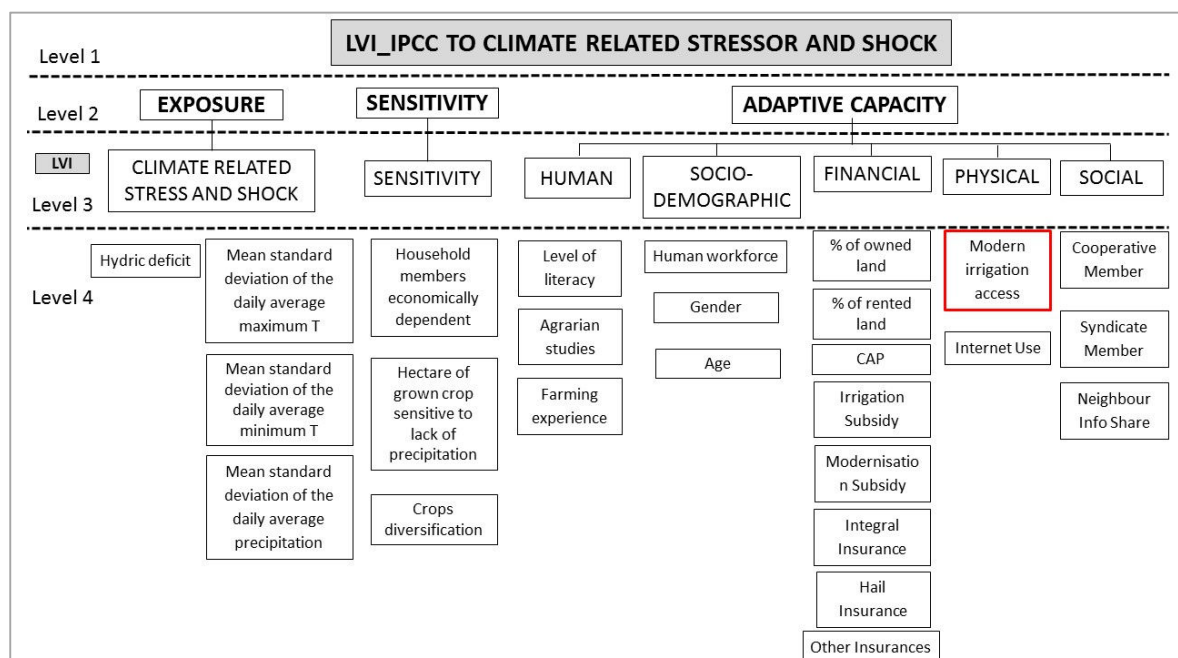 LVI_IPCC TO CLIMATE RELATED STRESSOR AND SHOCK
Level 1
Level 2
EXPOSURE
SENSITIVITY
ADAPTIVE CAPACITY
LVI
Level 3
CLIMATE RELATED
STRESS AND SHOCK
SENSITIVITY
HUMAN
SOCIO-
DEMOGRAPHIC
FINANCIAL
PHYSICAL
SOCIAL
Level 4
Hydric deficit
Mean standard
deviation of the
daily average
maximum T
Mean standard
deviation of the
daily average
minimum T
Mean standard
deviation of the
daily average
precipitation
Household
members
economically
dependent
Hectare of
grown crop
sensitive to
lack of
precipitation
Crops
diversification
Level of
literacy
Agrarian
studies
Farming
experience
Human workforce
Gender
Age
% of owned
land
% of rented
land
CAP
Irrigation
Subsidy
Modernisatio
n Subsidy
Integral
Insurance
Hail
Insurance
Other Insurances
Modern
irrigation
access
Internet Use
Cooperative
Member
Syndicate
Member
Neighbour
Info Share